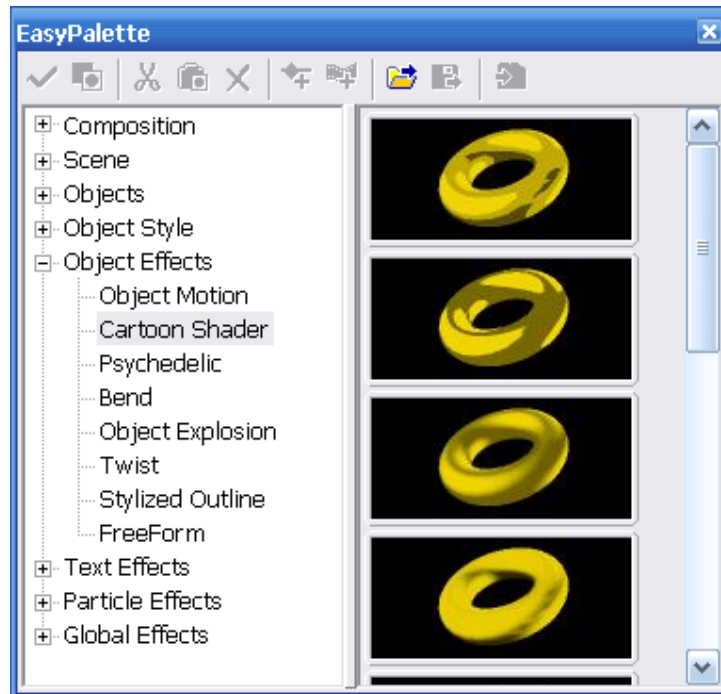 EasyPalette
Composition
Scene
Objects
Object Style
Object Effects
Object Motion
Cartoon Shader
Psychedelic
Bend
Object Explosion
Twist
Stylized Outline
FreeForm
Text Effects
Particle Effects
Global Effects